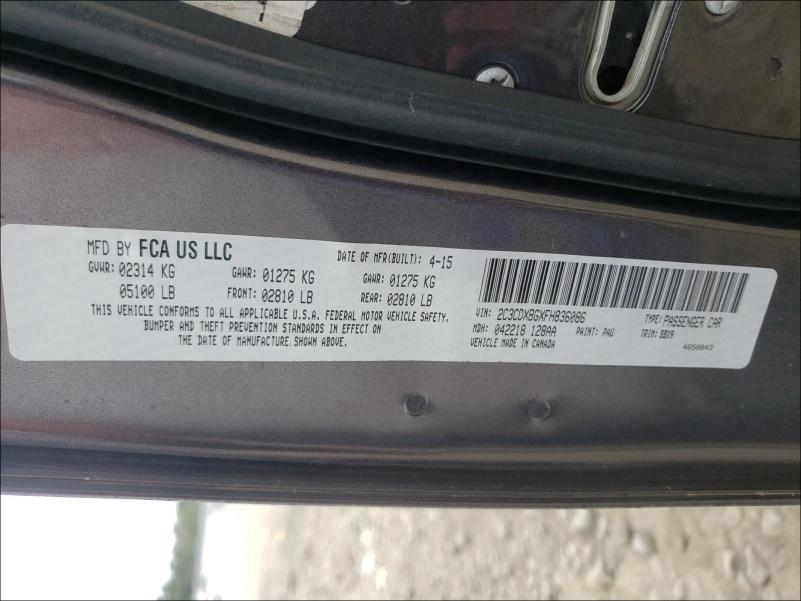 MFD BY FCA US LLC DATE OF MFR(BUILT): 4-15
GVWR: 02314 KG GAWR: 01275 KG GAWR: 01275 KG
05100 LB FRONT: 02810 LB REAR: 02810 LB
THIS VEHICLE CONFORMS TO ALL APPLICABLE U.S.A. FEDERAL MOTOR VEHICLE SAFETY,
BUMPER AND THEFT PREVENTION STANDARDS IN EFFECT ON
THE DATE OF MANUFACTURE SHOWN ABOVE.
VIN: 2C3CDXBGXFH836086 TYPE: PASSENGER CAR
MDH: 042218 128AA PAINT: PAU TRIM: EBX9
VEHICLE MADE IN CANADA 4658843